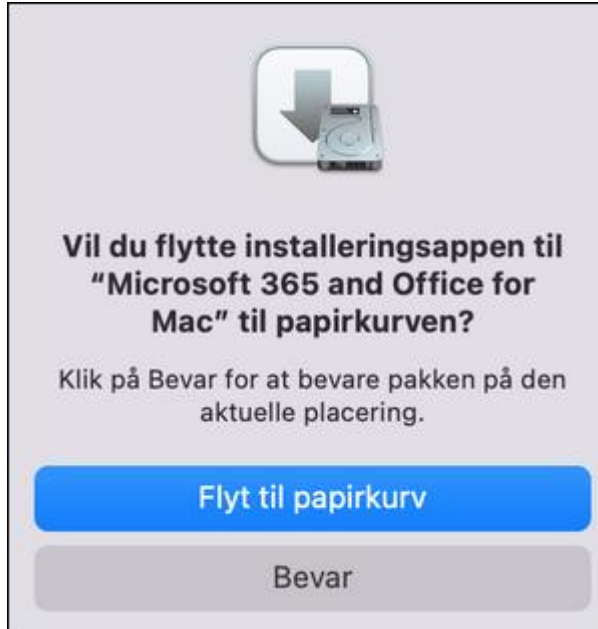 Vil du flytte installeringsappen til
“Microsoft 365 and Office for
Mac” til papirkurven?
Klik på Bevar for at bevare pakken på den
aktuelle placering.
Flyt til papirkurv
Bevar